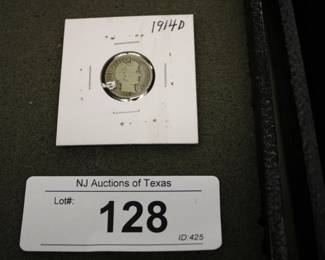 1914D
NJ Auctions of Texas
Lot#:
128
ID:425